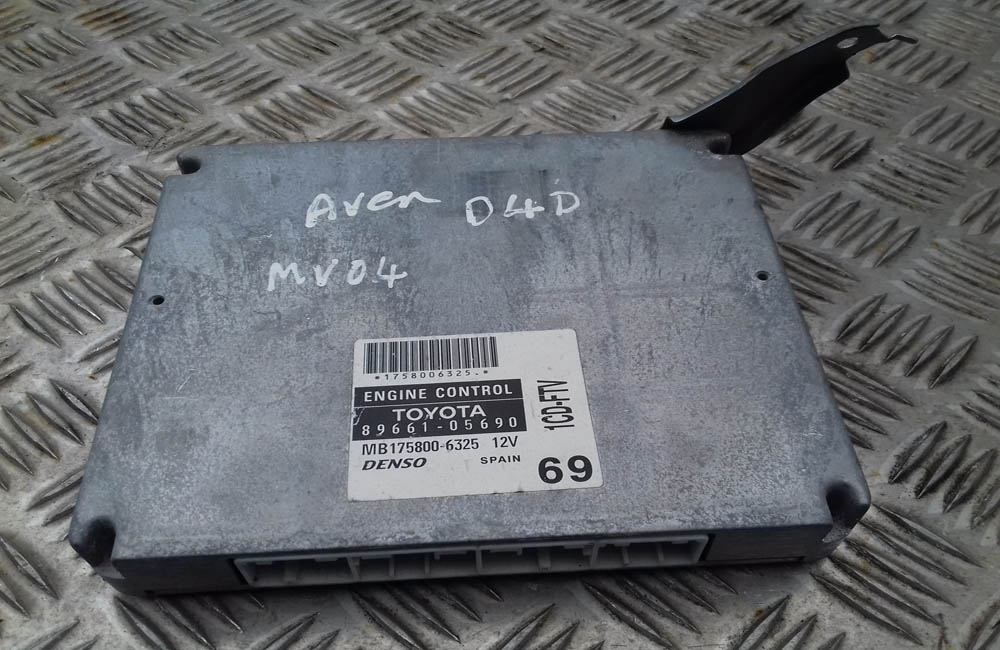 Aven D4D
MV04
*1758006325.*
ENGINE CONTROL
TOYOTA
89661-05690
MB175800-6325 12V
DENSO SPAIN 69
1CD-FTV